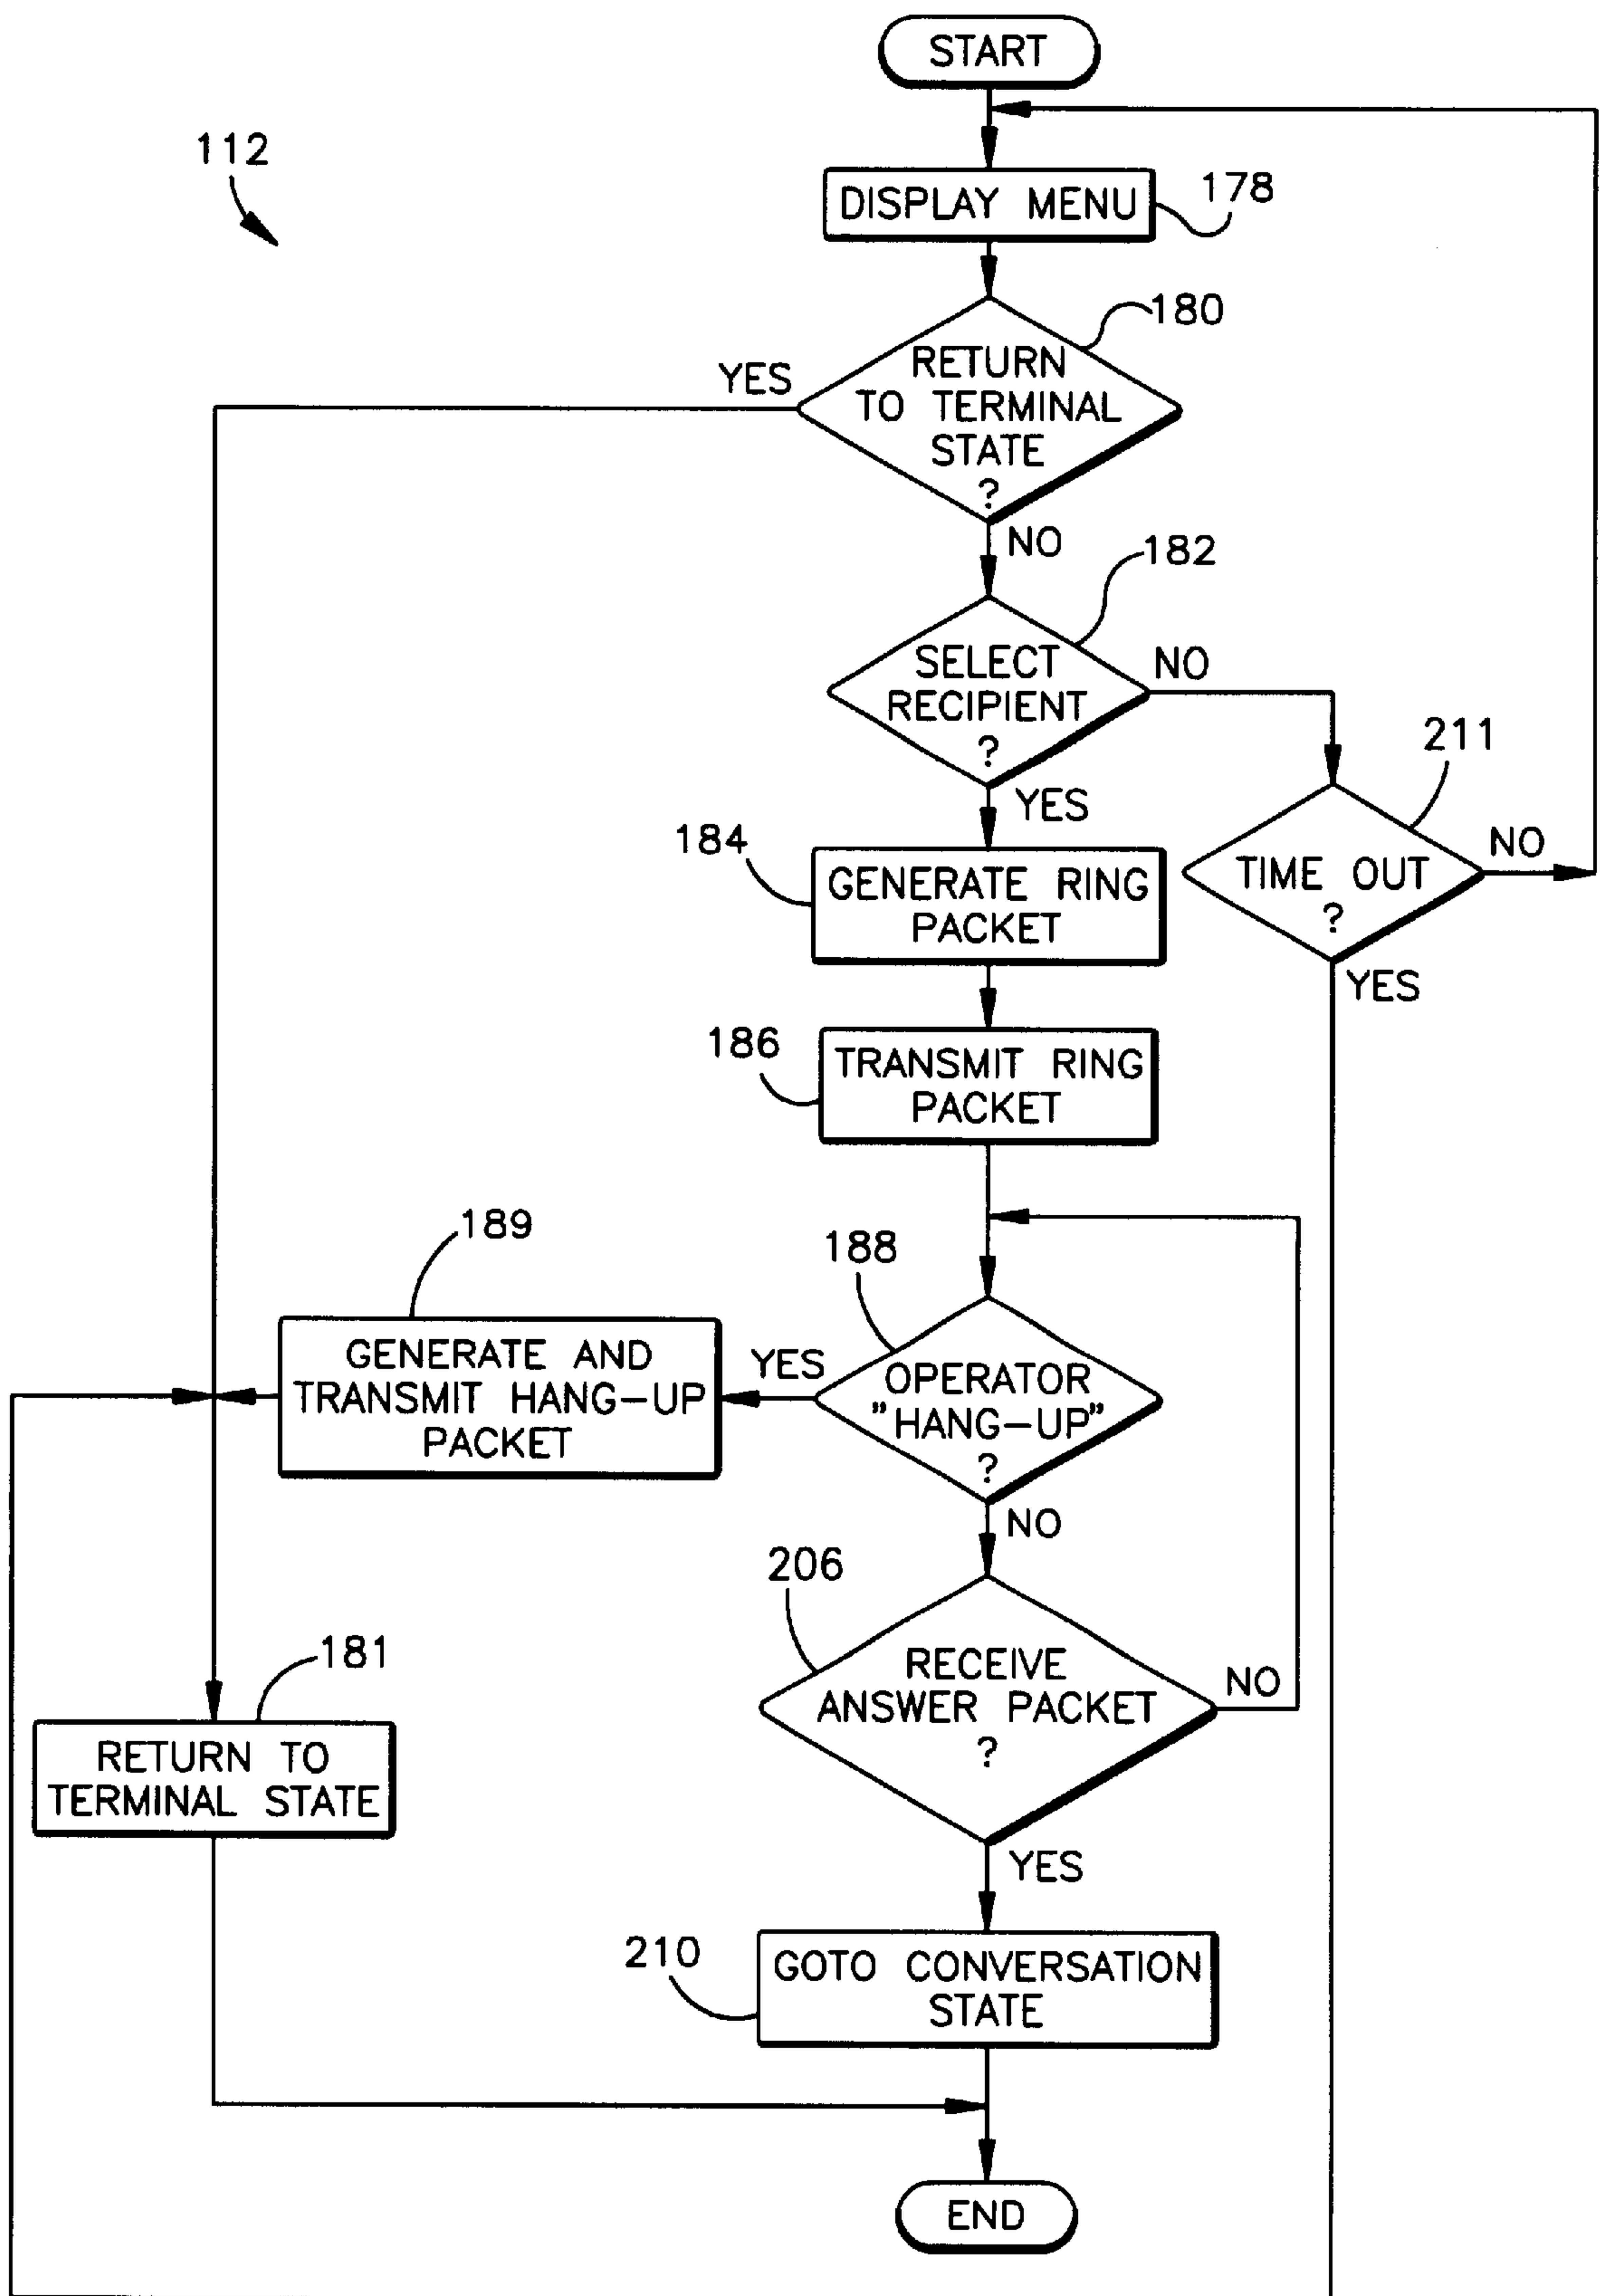 START
112
DISPLAY MENU
178
180
RETURN
TO TERMINAL
STATE
?
YES
NO
182
SELECT
RECIPIENT
?
NO
YES
211
TIME OUT
?
NO
YES
184
GENERATE RING
PACKET
186
TRANSMIT RING
PACKET
189
GENERATE AND
TRANSMIT HANG-UP
PACKET
188
YES
OPERATOR
"HANG-UP"
?
NO
206
RECEIVE
ANSWER PACKET
?
NO
YES
181
RETURN TO
TERMINAL STATE
210
GOTO CONVERSATION
STATE
END